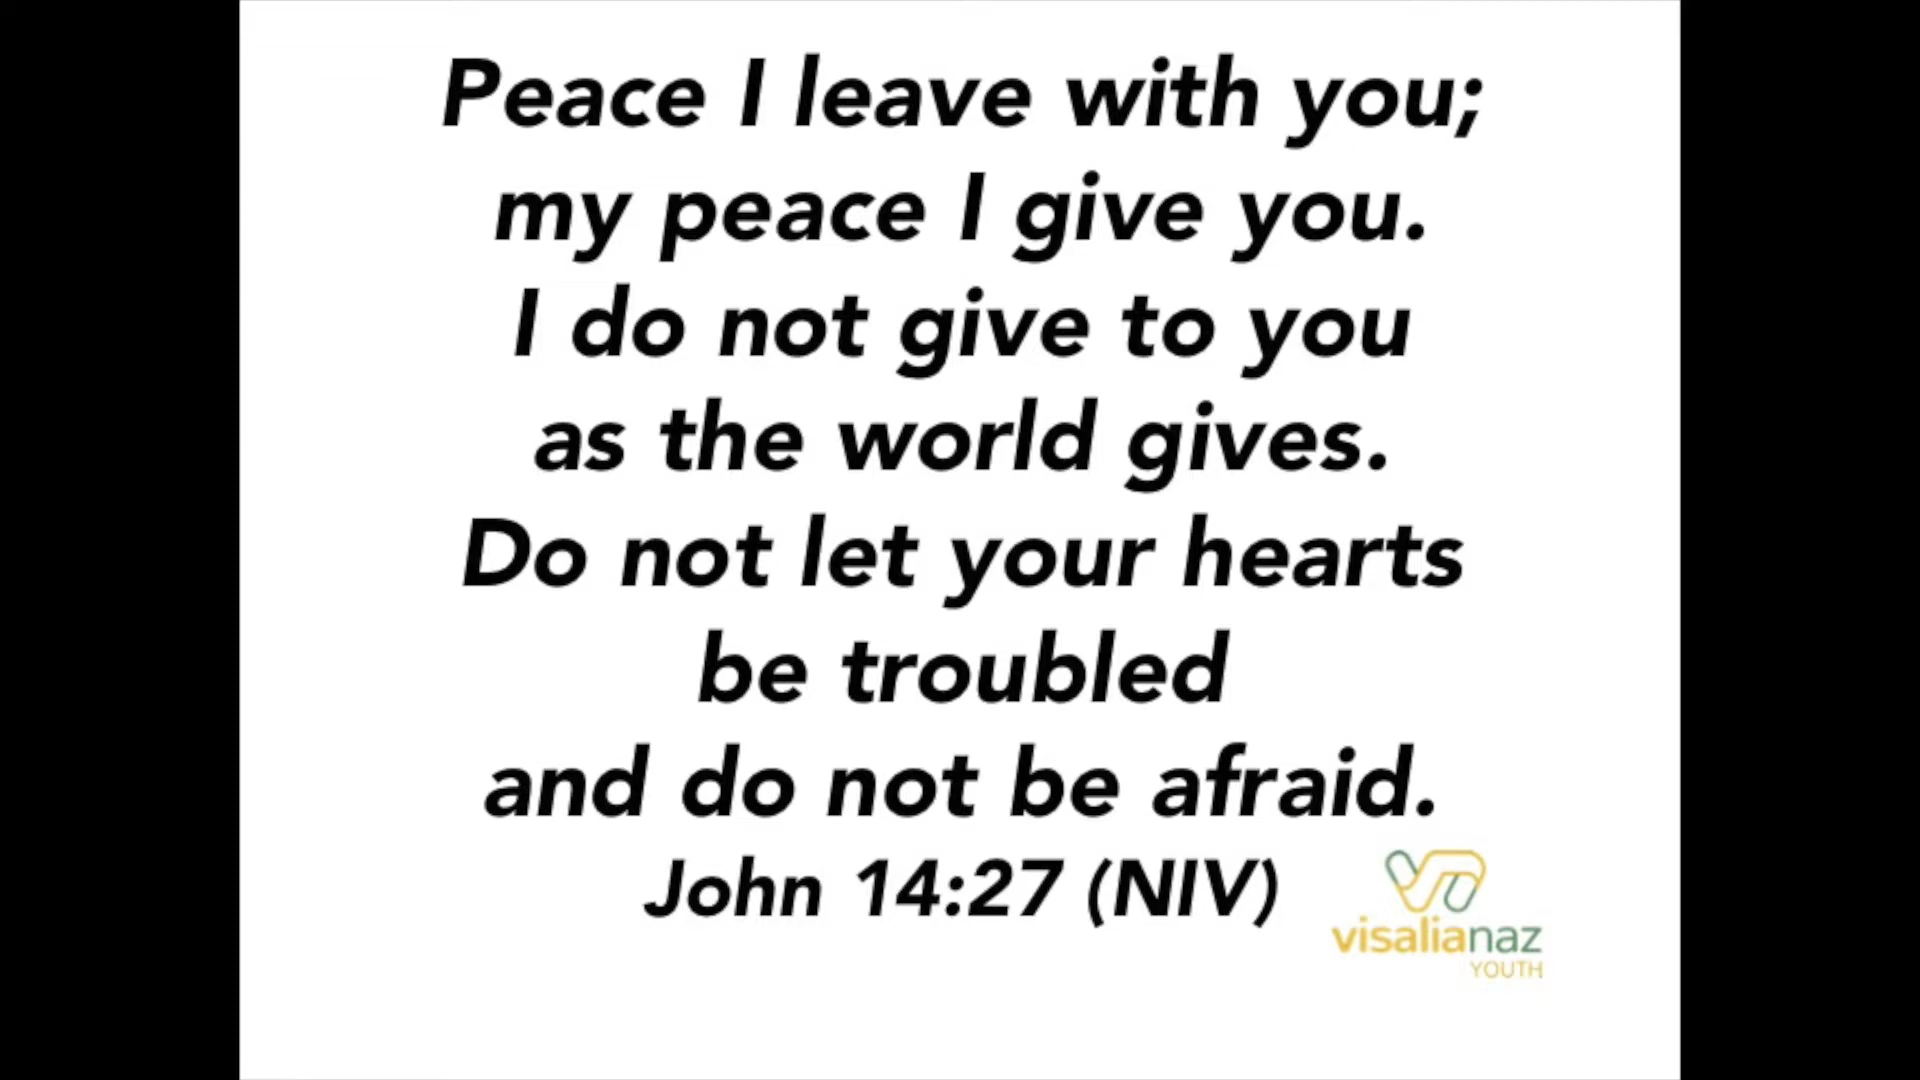 Peace I leave with you;
my peace I give you.
I do not give to you
as the world gives.
Do not let your hearts
be troubled
and do not be afraid.
John 14:27 (NIV)
visalianaz
YOUTH